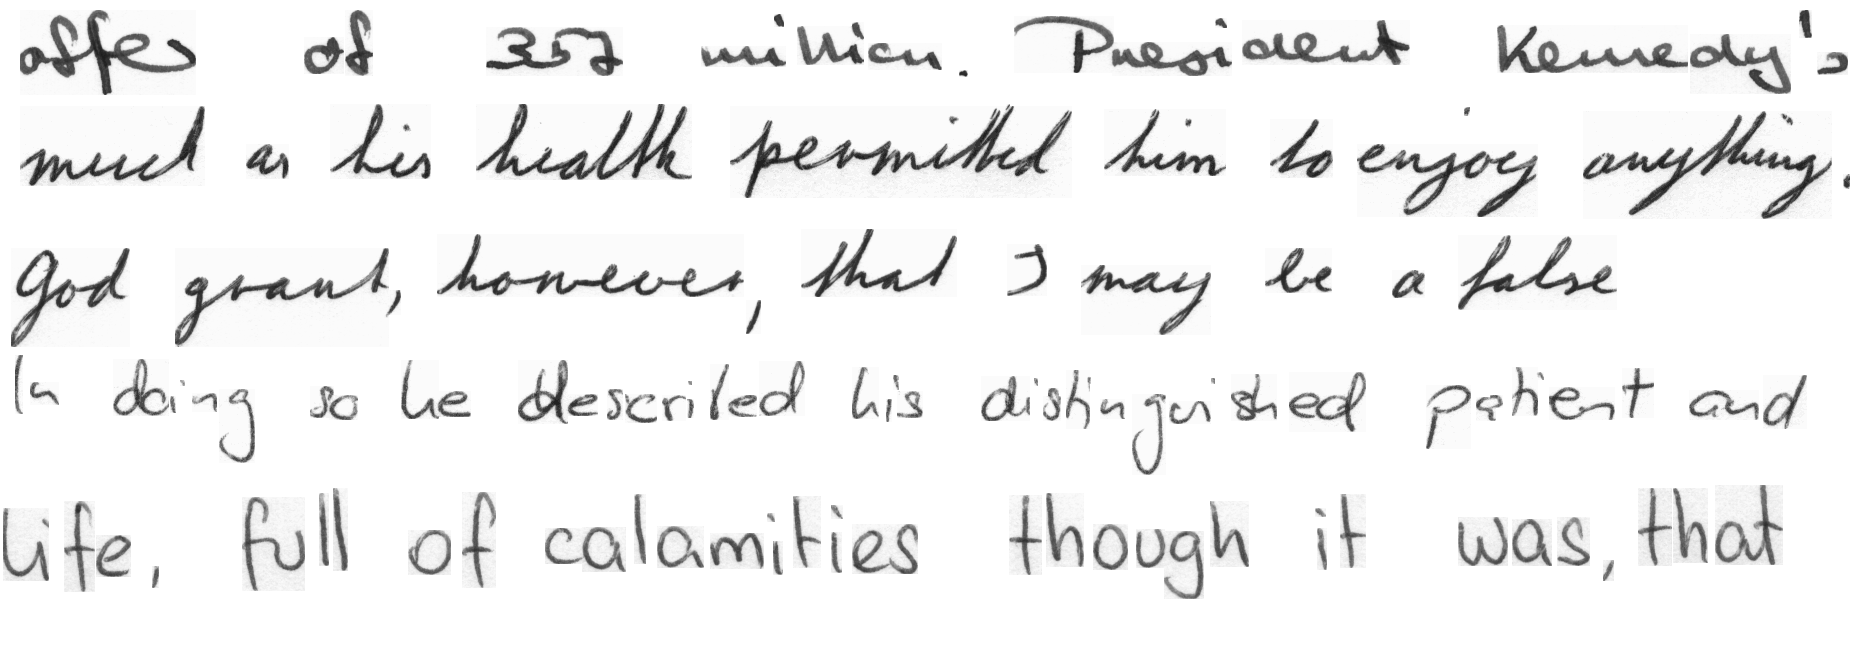 offer of 357 million. President Kennedy's
much as his health permitted him to enjoy anything.
God grant, however, that I may be a false
In doing so he described his distinguished patient and
life, full of calamities though it was, that